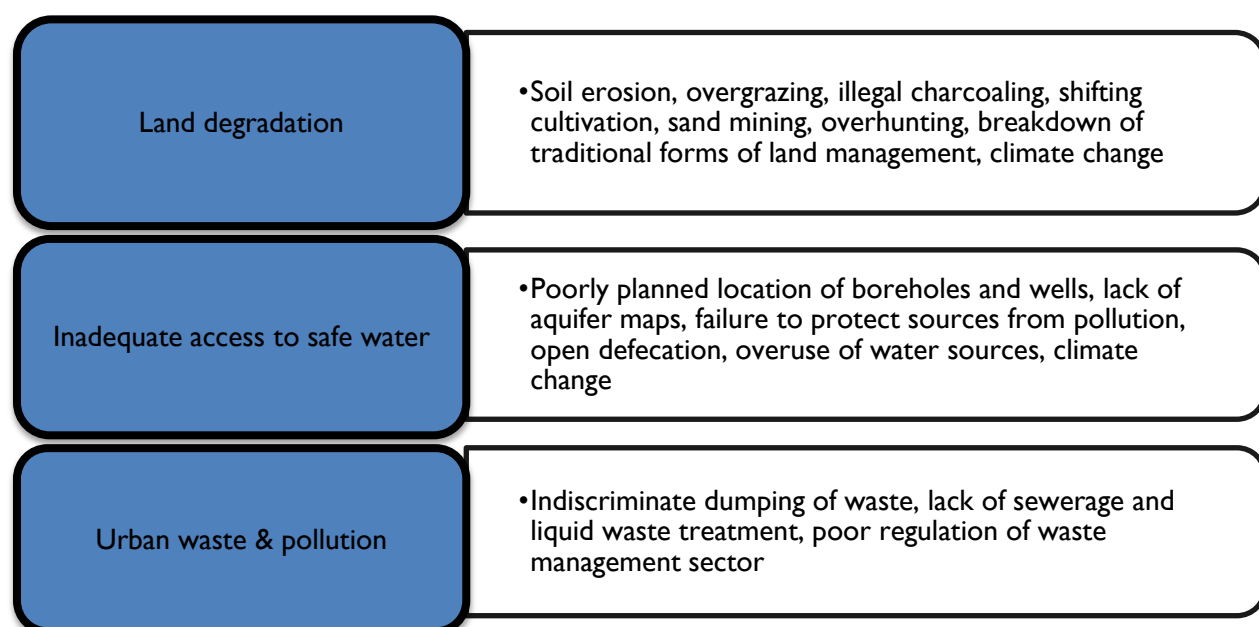 Land degradation
•Soil erosion, overgrazing, illegal charcoaling, shifting
cultivation, sand mining, overhunting, breakdown of
traditional forms of land management, climate change
Inadequate access to safe water
•Poorly planned location of boreholes and wells, lack of
aquifer maps, failure to protect sources from pollution,
open defecation, overuse of water sources, climate
change
Urban waste & pollution
•Indiscriminate dumping of waste, lack of sewerage and
liquid waste treatment, poor regulation of waste
management sector